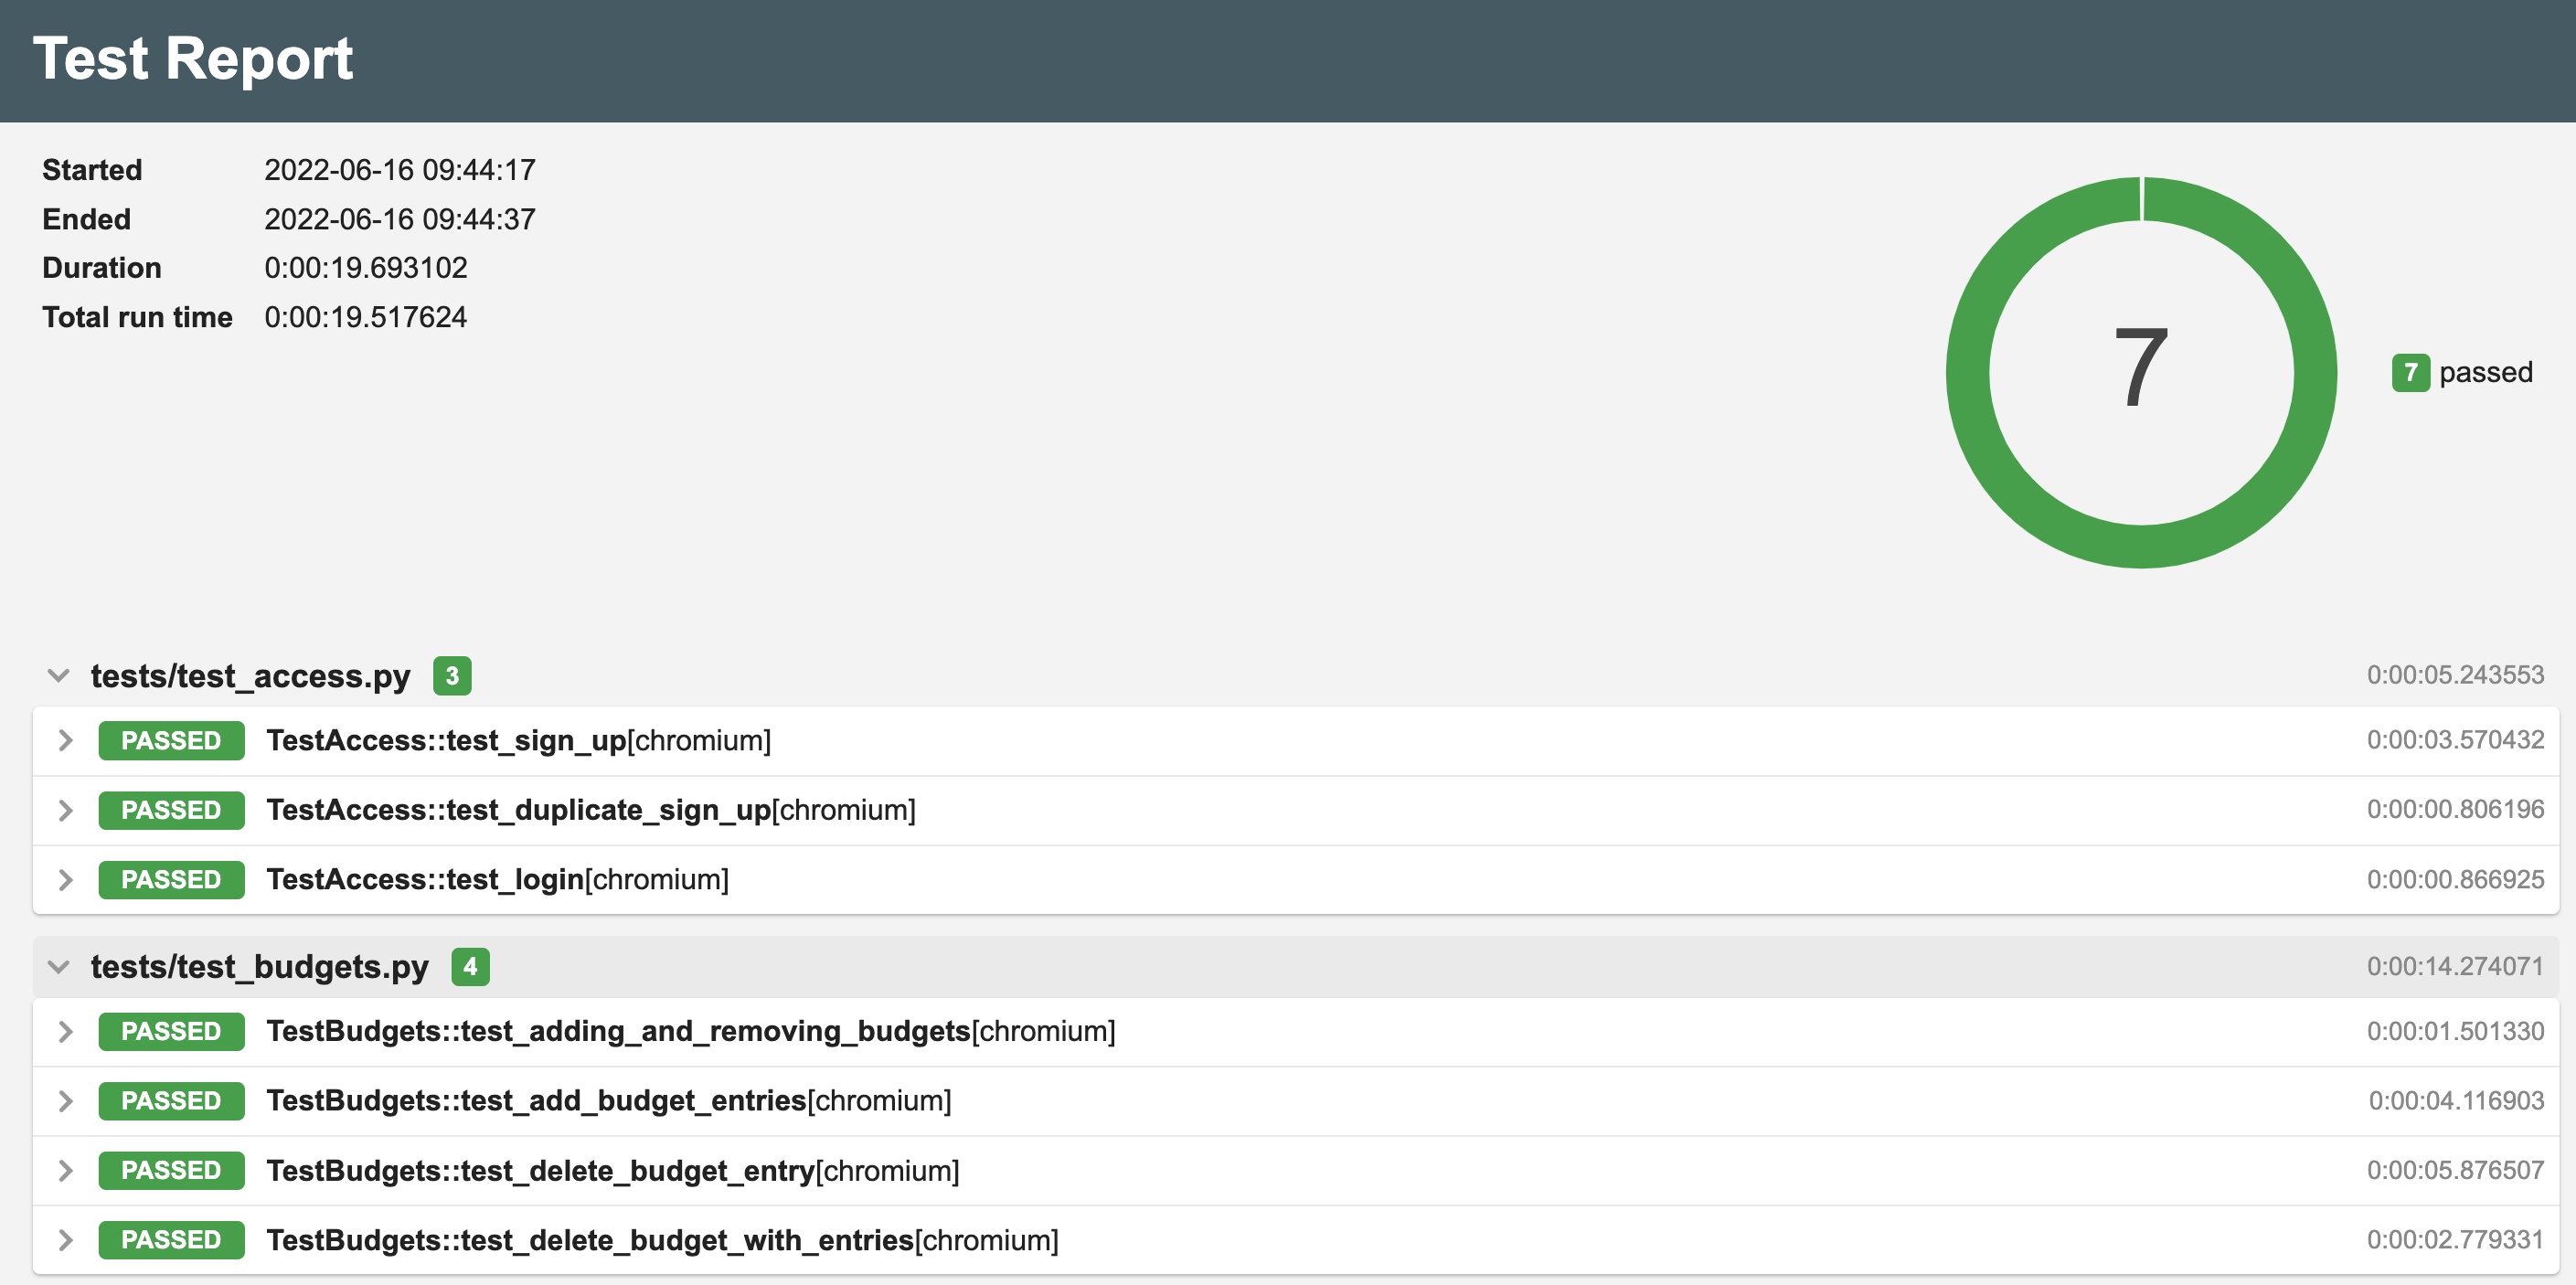 Test Report
Started 2022-06-16 09:44:17
Ended 2022-06-16 09:44:37
Duration 0:00:19.693102
Total run time 0:00:19.517624
7
7 passed
tests/test_access.py 3 0:00:05.243553
PASSED TestAccess::test_sign_up[chromium] 0:00:03.570432
PASSED TestAccess::test_duplicate_sign_up[chromium] 0:00:00.806196
PASSED TestAccess::test_login[chromium] 0:00:00.866925
tests/test_budgets.py 4 0:00:14.274071
PASSED TestBudgets::test_adding_and_removing_budgets[chromium] 0:00:01.501330
PASSED TestBudgets::test_add_budget_entries[chromium] 0:00:04.116903
PASSED TestBudgets::test_delete_budget_entry[chromium] 0:00:05.876507
PASSED TestBudgets::test_delete_budget_with_entries[chromium] 0:00:02.779331